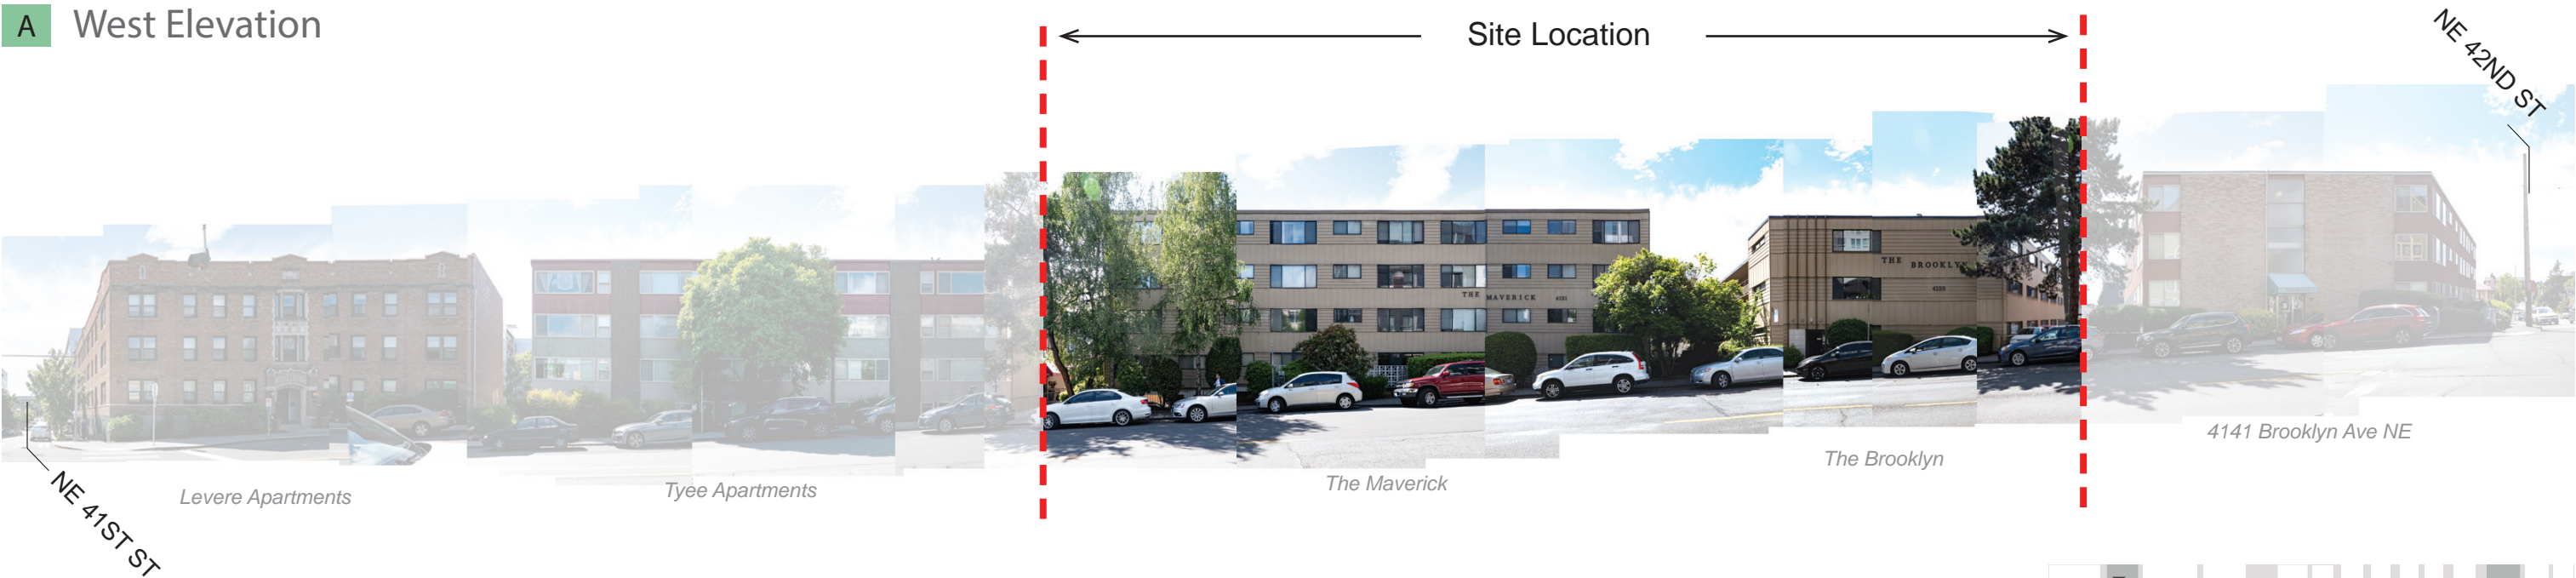 A West Elevation
Site Location
NE 42ND ST
THE MAVERICK
THE BROOKLYN
NE 41ST ST
Levere Apartments
Tyee Apartments
The Maverick
The Brooklyn
4141 Brooklyn Ave NE